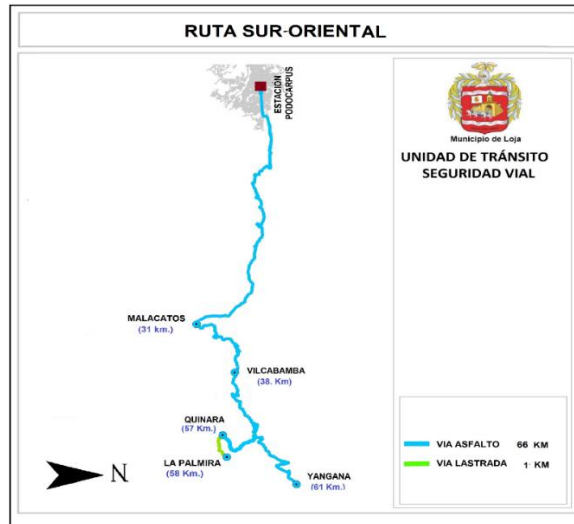 RUTA SUR-ORIENTAL
ESTACIÓN
PODOCARPUS
Municipio de Loja
UNIDAD DE TRÁNSITO
SEGURIDAD VIAL
MALACATOS
(31 km.)
VILCABAMBA
(38. Km)
QUINARA
(57 Km.)
LA PALMIRA
(58 Km.)
YANGANA
(61 Km.)
N
VIA ASFALTO 66 KM
VIA LASTRADA 1 KM